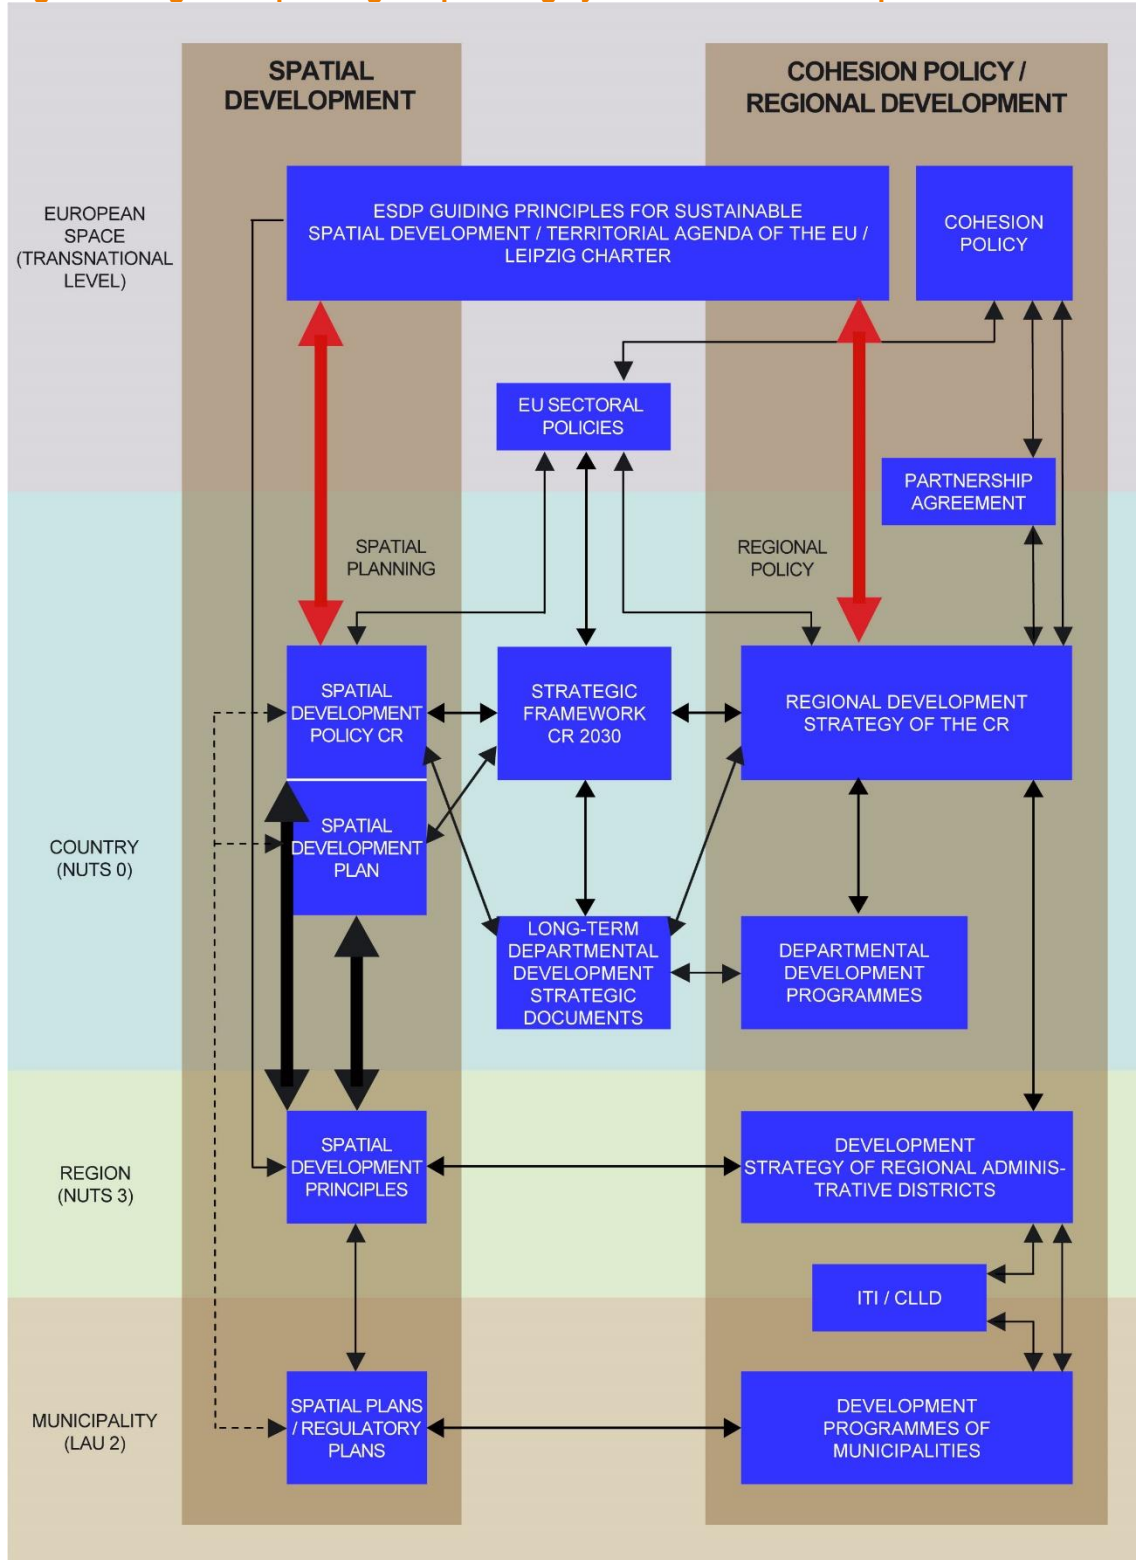 SPATIAL
DEVELOPMENT
COHESION POLICY /
REGIONAL DEVELOPMENT
EUROPEAN
SPACE
(TRANSNATIONAL
LEVEL)
ESDP GUIDING PRINCIPLES FOR SUSTAINABLE
SPATIAL DEVELOPMENT / TERRITORIAL AGENDA OF THE EU /
LEIPZIG CHARTER
COHESION
POLICY
EU SECTORAL
POLICIES
PARTNERSHIP
AGREEMENT
SPATIAL
PLANNING
REGIONAL
POLICY
COUNTRY
(NUTS 0)
SPATIAL
DEVELOPMENT
POLICY CR
STRATEGIC
FRAMEWORK
CR 2030
REGIONAL DEVELOPMENT
STRATEGY OF THE CR
SPATIAL
DEVELOPMENT
PLAN
LONG-TERM
DEPARTMENTAL
DEVELOPMENT
STRATEGIC
DOCUMENTS
DEPARTMENTAL
DEVELOPMENT
PROGRAMMES
REGION
(NUTS 3)
SPATIAL
DEVELOPMENT
PRINCIPLES
DEVELOPMENT
STRATEGY OF REGIONAL ADMINIS-
TRATIVE DISTRICTS
ITI / CLLD
MUNICIPALITY
(LAU 2)
SPATIAL PLANS
/ REGULATORY
PLANS
DEVELOPMENT
PROGRAMMES OF
MUNICIPALITIES